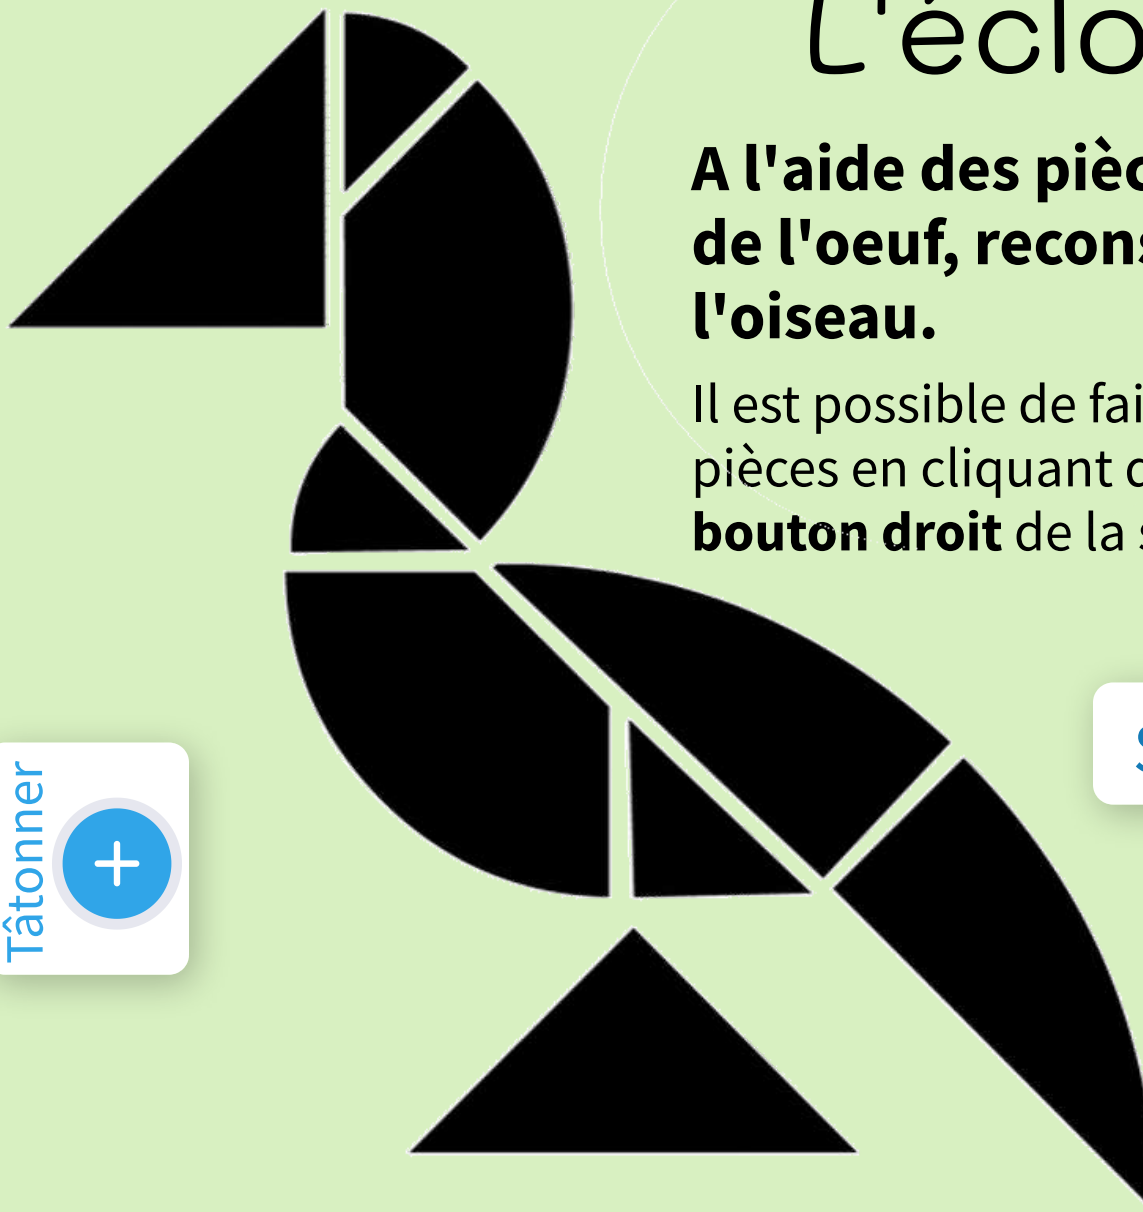 L'éclo
A l'aide des pièc
de l'oeuf, recons
l'oiseau.
Il est possible de fai
pièces en cliquant d
bouton droit de la s
Tâtonner